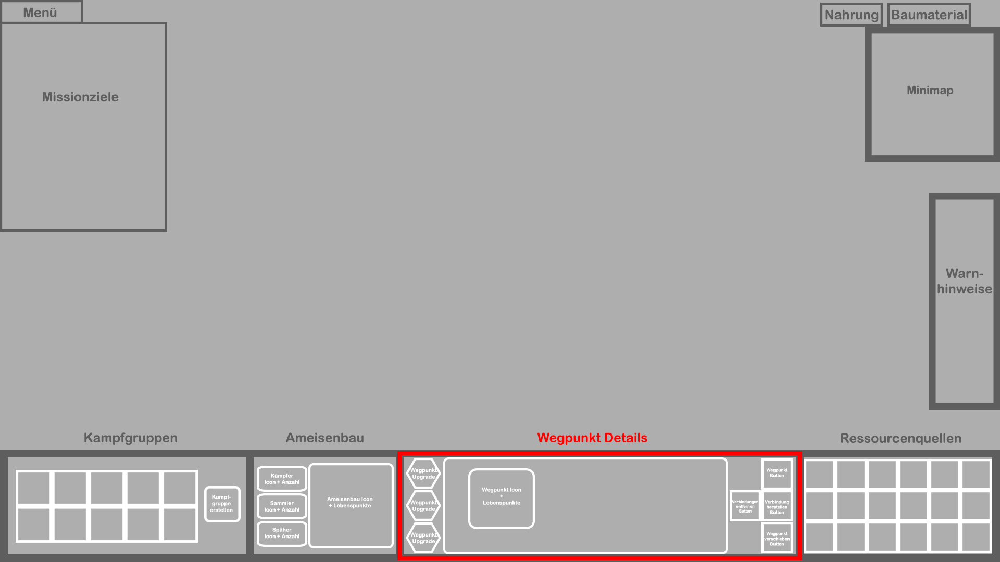 Menü
Nahrung
Baumaterial
Missionziele
Minimap
Warn-
hinweise
Kampfgruppen
Ameisenbau
Wegpunkt Details
Ressourcenquellen
Kampf-
gruppe
erstellen
Kämpfer
Icon + Anzahl
Sammler
Icon + Anzahl
Späher
Icon + Anzahl
Ameisenbau Icon
+ Lebenspunkte
Wegpunkt
Upgrade
Wegpunkt
Upgrade
Wegpunkt
Upgrade
Wegpunkt Icon
+
Lebenspunkte
Wegpunkt
Button
Verbindungen
entfernen
Button
Verbindung
herstellen
Button
Wegpunkt
verschieben
Button